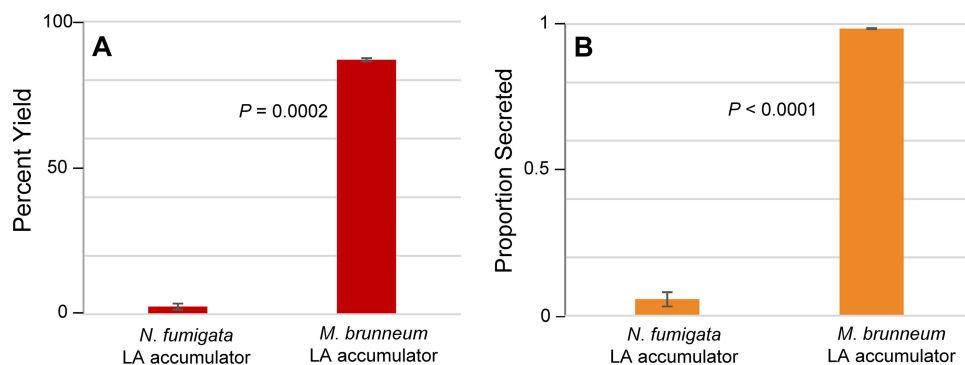 A
Percent Yield
100
50
0
P = 0.0002
N. fumigata
LA accumulator
M. brunneum
LA accumulator
B
Proportion Secreted
1
0.5
0
P < 0.0001
N. fumigata
LA accumulator
M. brunneum
LA accumulator